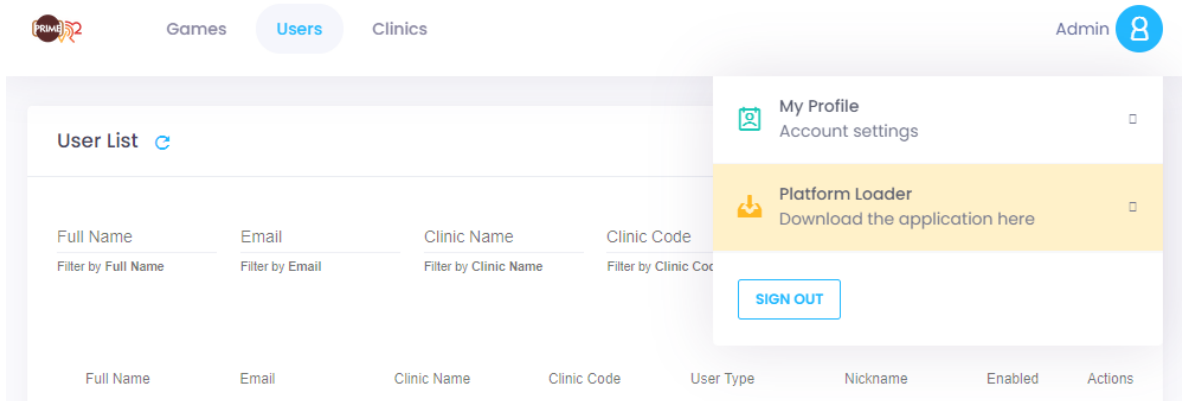 PRIME 2
Games
Users
Clinics
Admin
My Profile
Account settings
Platform Loader
Download the application here
SIGN OUT
User List
Full Name
Email
Clinic Name
Clinic Code
Filter by Full Name
Filter by Email
Filter by Clinic Name
Filter by Clinic Coc
Full Name
Email
Clinic Name
Clinic Code
User Type
Nickname
Enabled
Actions